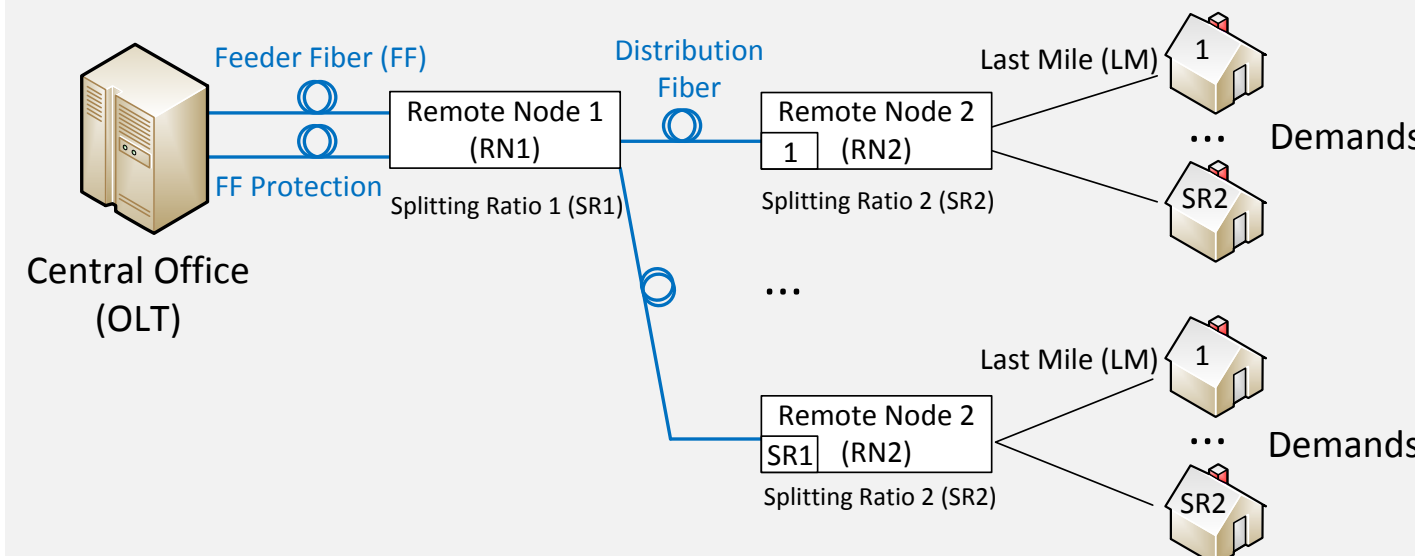 Feeder Fiber (FF)
FF Protection
Central Office
(OLT)
Remote Node 1
(RN1)
Splitting Ratio 1 (SR1)
Distribution
Fiber
Remote Node 2
1 (RN2)
Splitting Ratio 2 (SR2)
Last Mile (LM)
1
... Demands
SR2
...
Remote Node 2
SR1 (RN2)
Splitting Ratio 2 (SR2)
Last Mile (LM)
1
... Demands
SR2